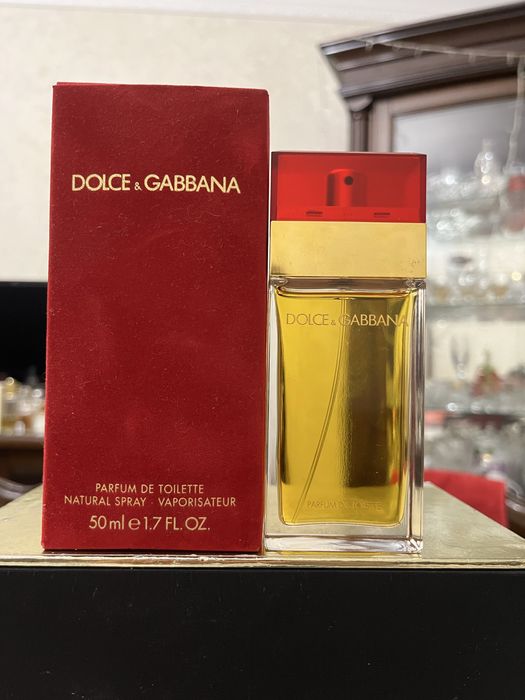 DOLCE & GABBANA
PARFUM DE TOILETTE
NATURAL SPRAY · VAPORISATEUR
50 ml e 1.7 FL. OZ.
DOLCE & GABBANA
PARFUM DE TOILETTE